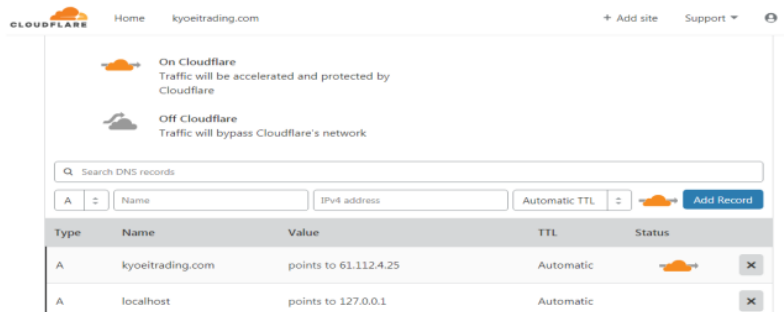 CLOUDFLARE Home kyoeitrading.com + Add site Support
On Cloudflare
Traffic will be accelerated and protected by
Cloudflare
Off Cloudflare
Traffic will bypass Cloudflare's network
Search DNS records
A Name IPv4 address Automatic TTL Add Record
Type Name Value TTL Status
A kyoeitrading.com points to 61.112.4.25 Automatic
A localhost points to 127.0.0.1 Automatic